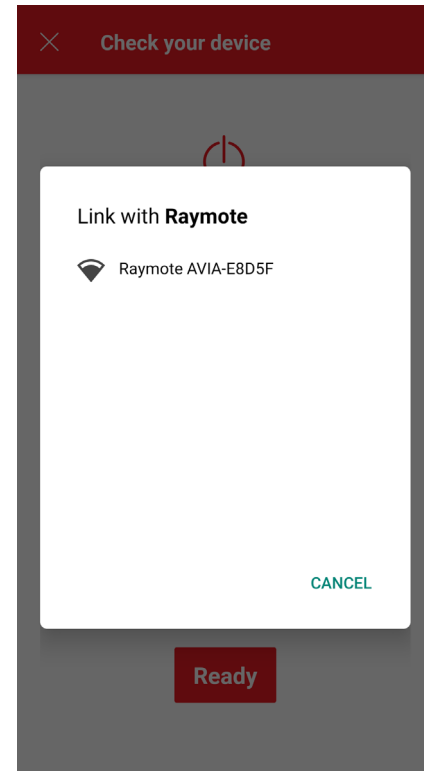 Check your device
Link with Raymote
Raymote AVIA-E8D5F
CANCEL
Ready